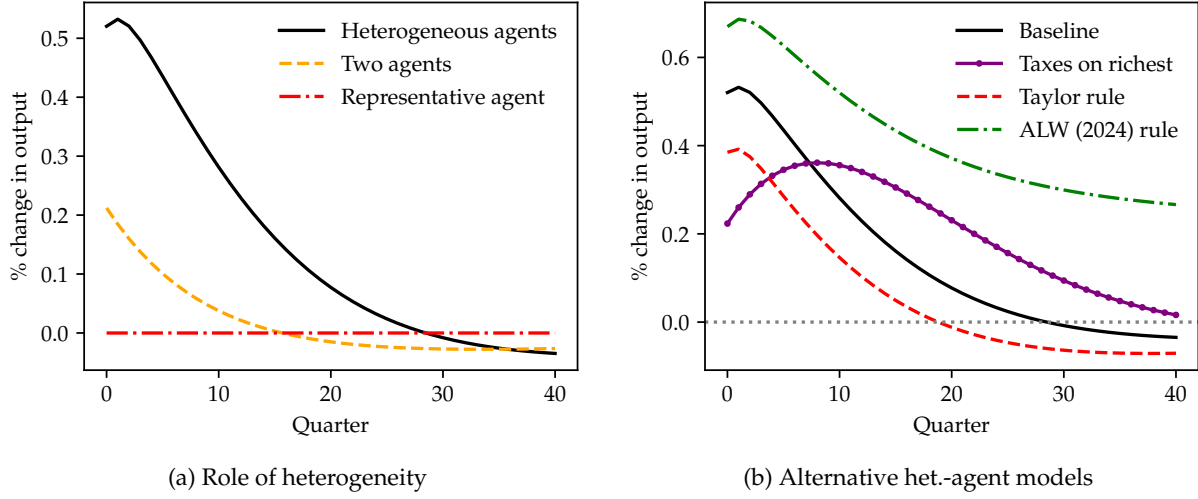 % change in output
0.5
0.4
0.3
0.2
0.1
0.0
0
10
20
30
40
Quarter
Heterogeneous agents
Two agents
Representative agent
(a) Role of heterogeneity
% change in output
0.6
0.4
0.2
0.0
0
10
20
30
40
Quarter
Baseline
Taxes on richest
Taylor rule
ALW (2024) rule
(b) Alternative het.-agent models